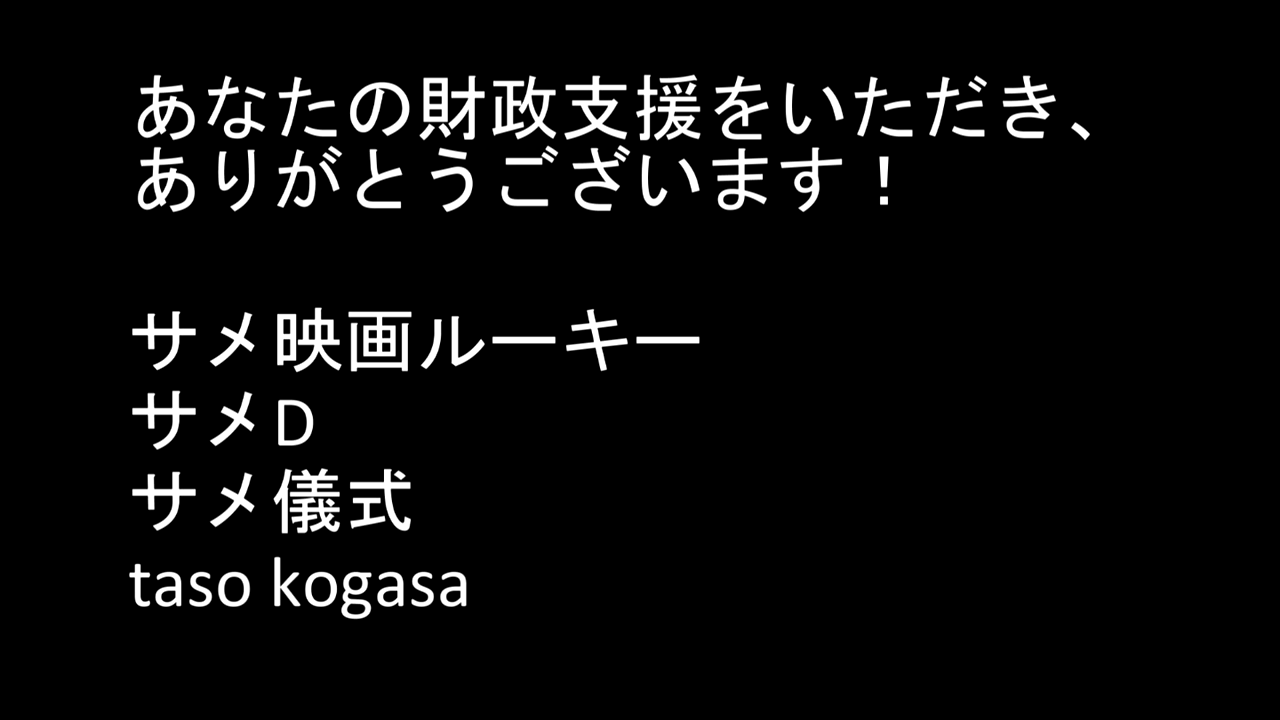 あなたの財政支援をいただき、
ありがとうございます！
サメ映画ルーキー
サメD
サメ儀式
taso kogasa